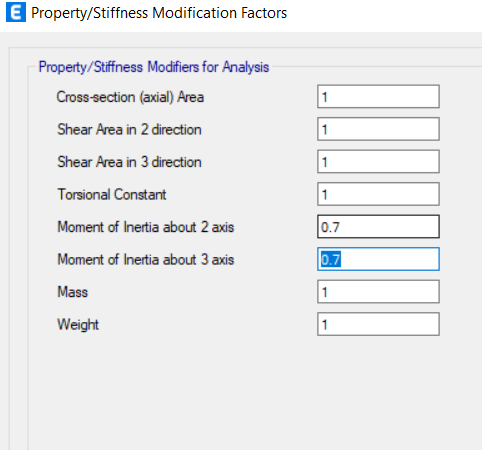 E Property/Stiffness Modification Factors
Property/Stiffness Modifiers for Analysis
Cross-section (axial) Area 1
Shear Area in 2 direction 1
Shear Area in 3 direction 1
Torsional Constant 1
Moment of Inertia about 2 axis 0.7
Moment of Inertia about 3 axis 0.7
Mass 1
Weight 1